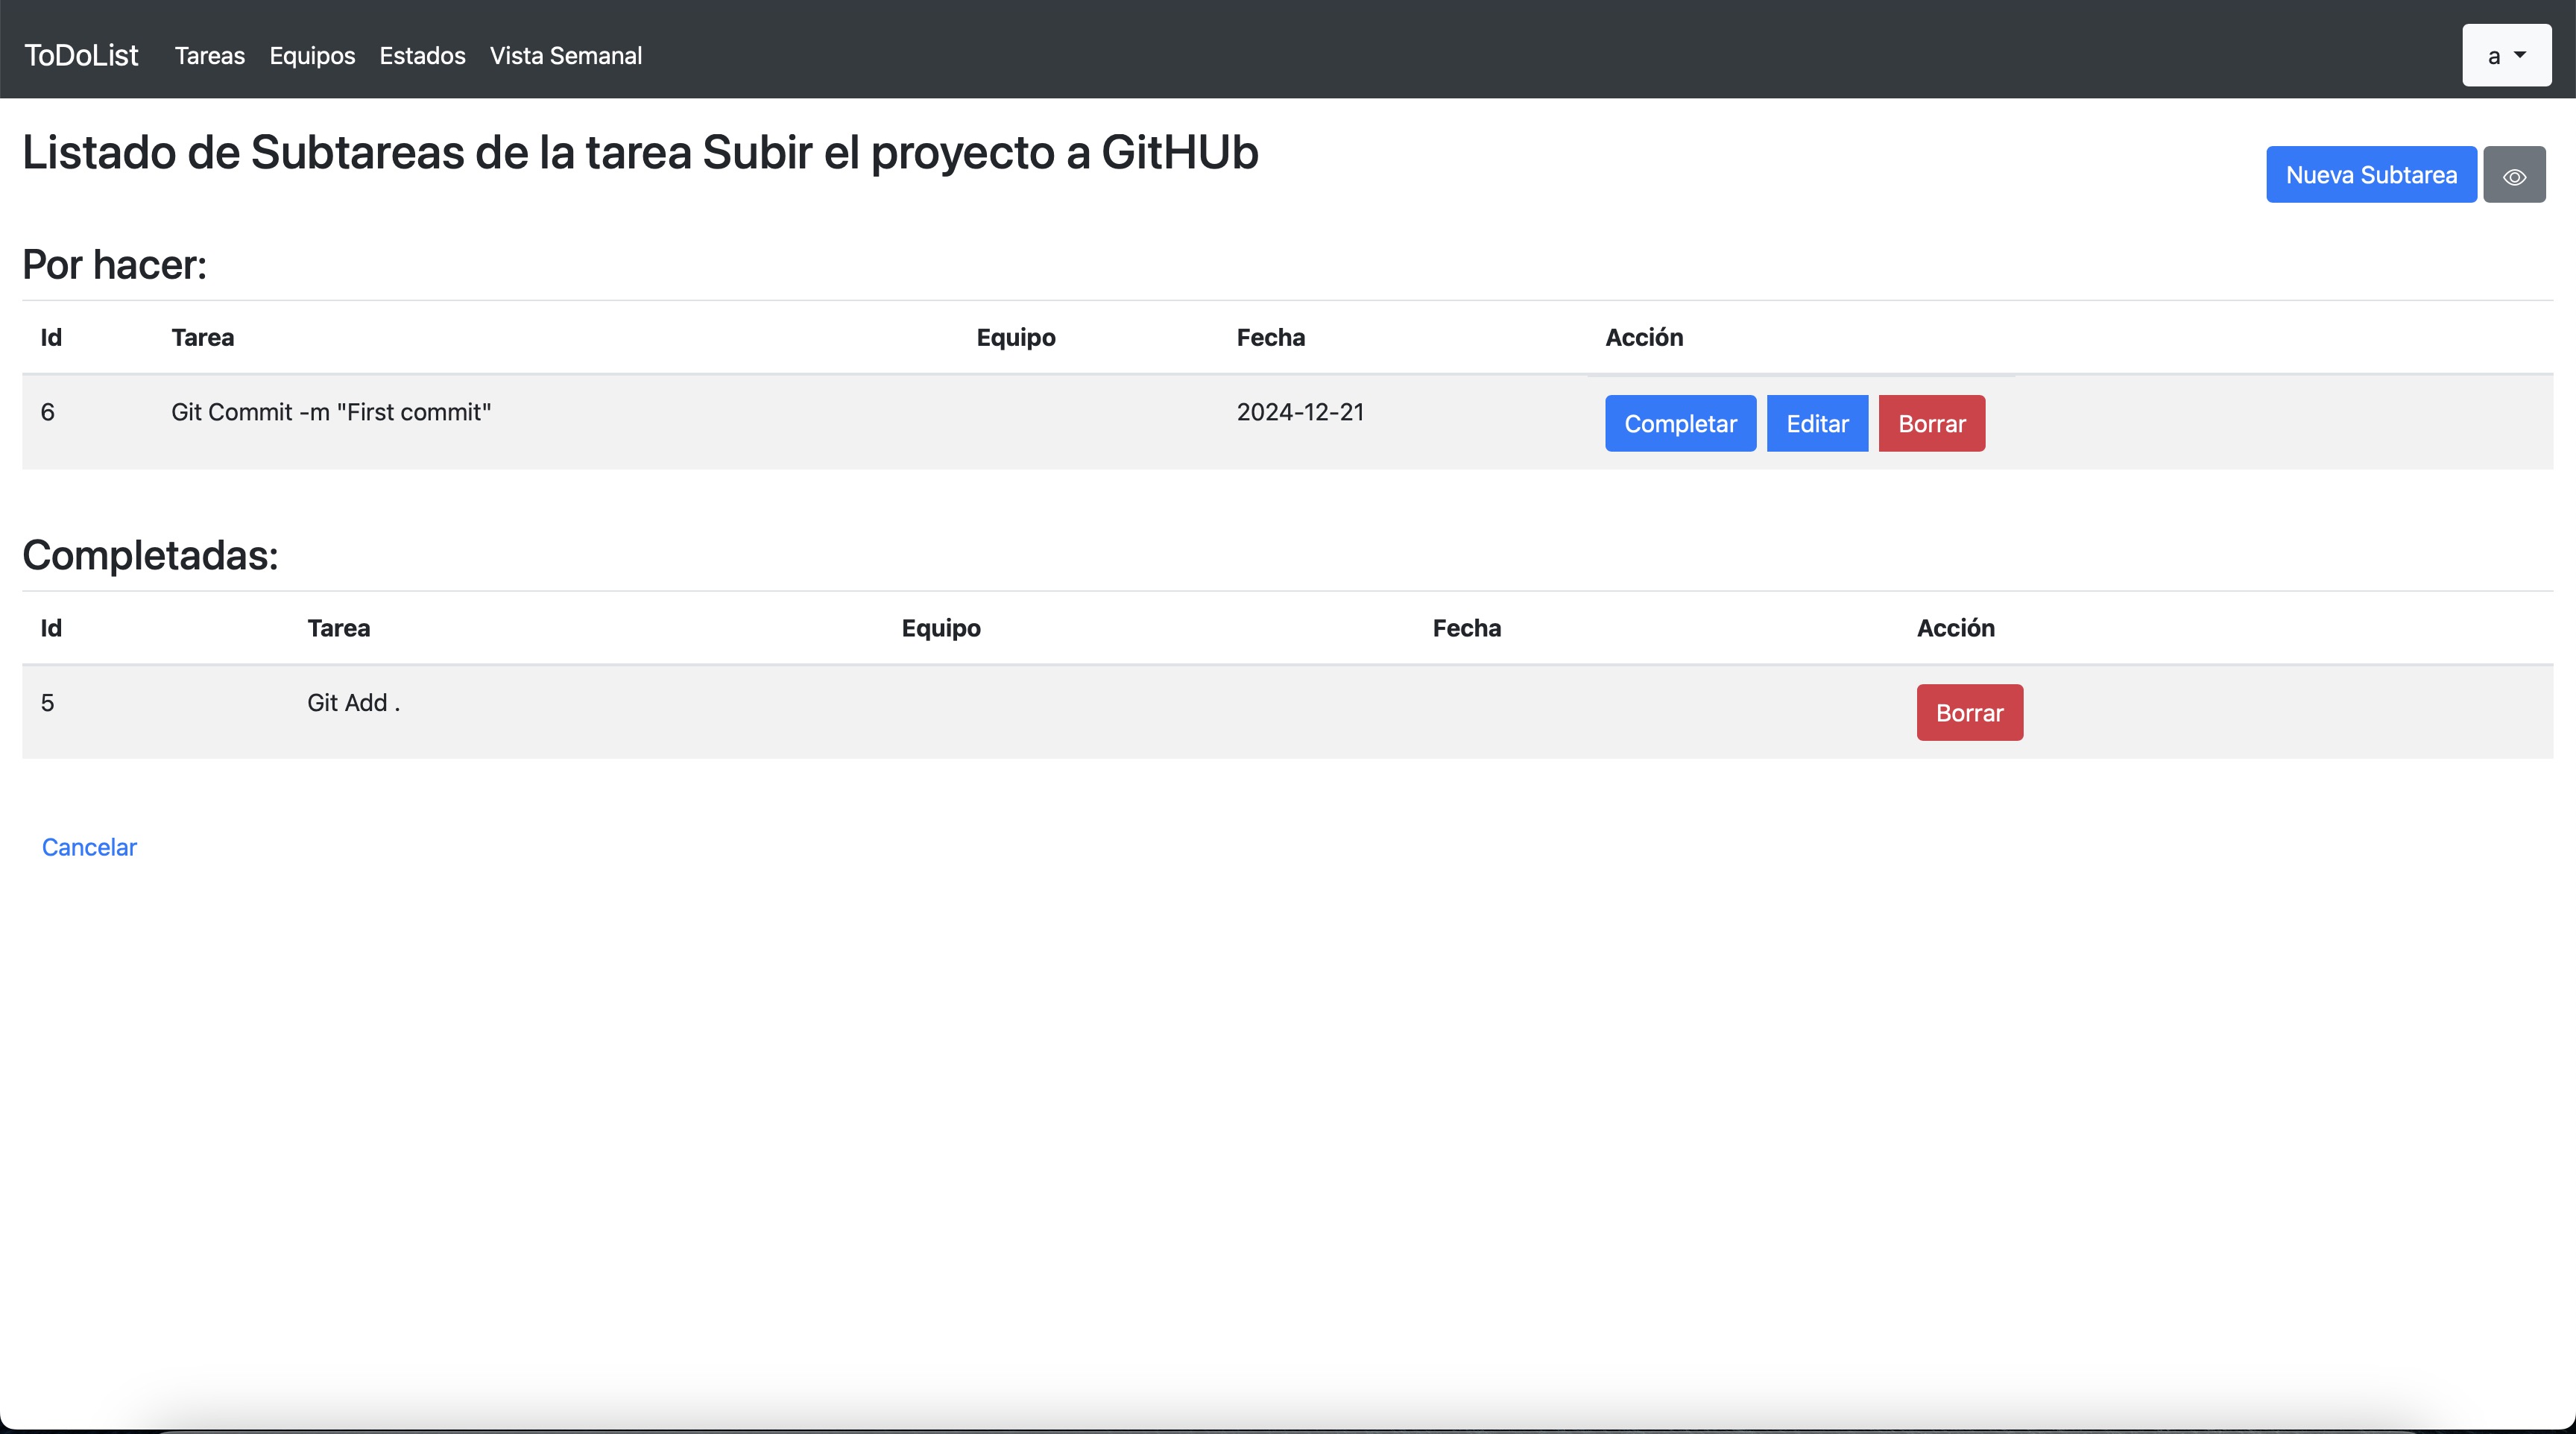 ToDoList Tareas Equipos Estados Vista Semanal a
Listado de Subtareas de la tarea Subir el proyecto a GitHUb
Nueva Subtarea
Por hacer:
Id Tarea Equipo Fecha Acción
6 Git Commit -m "First commit" 2024-12-21 Completar Editar Borrar
Completadas:
Id Tarea Equipo Fecha Acción
5 Git Add . Borrar
Cancelar